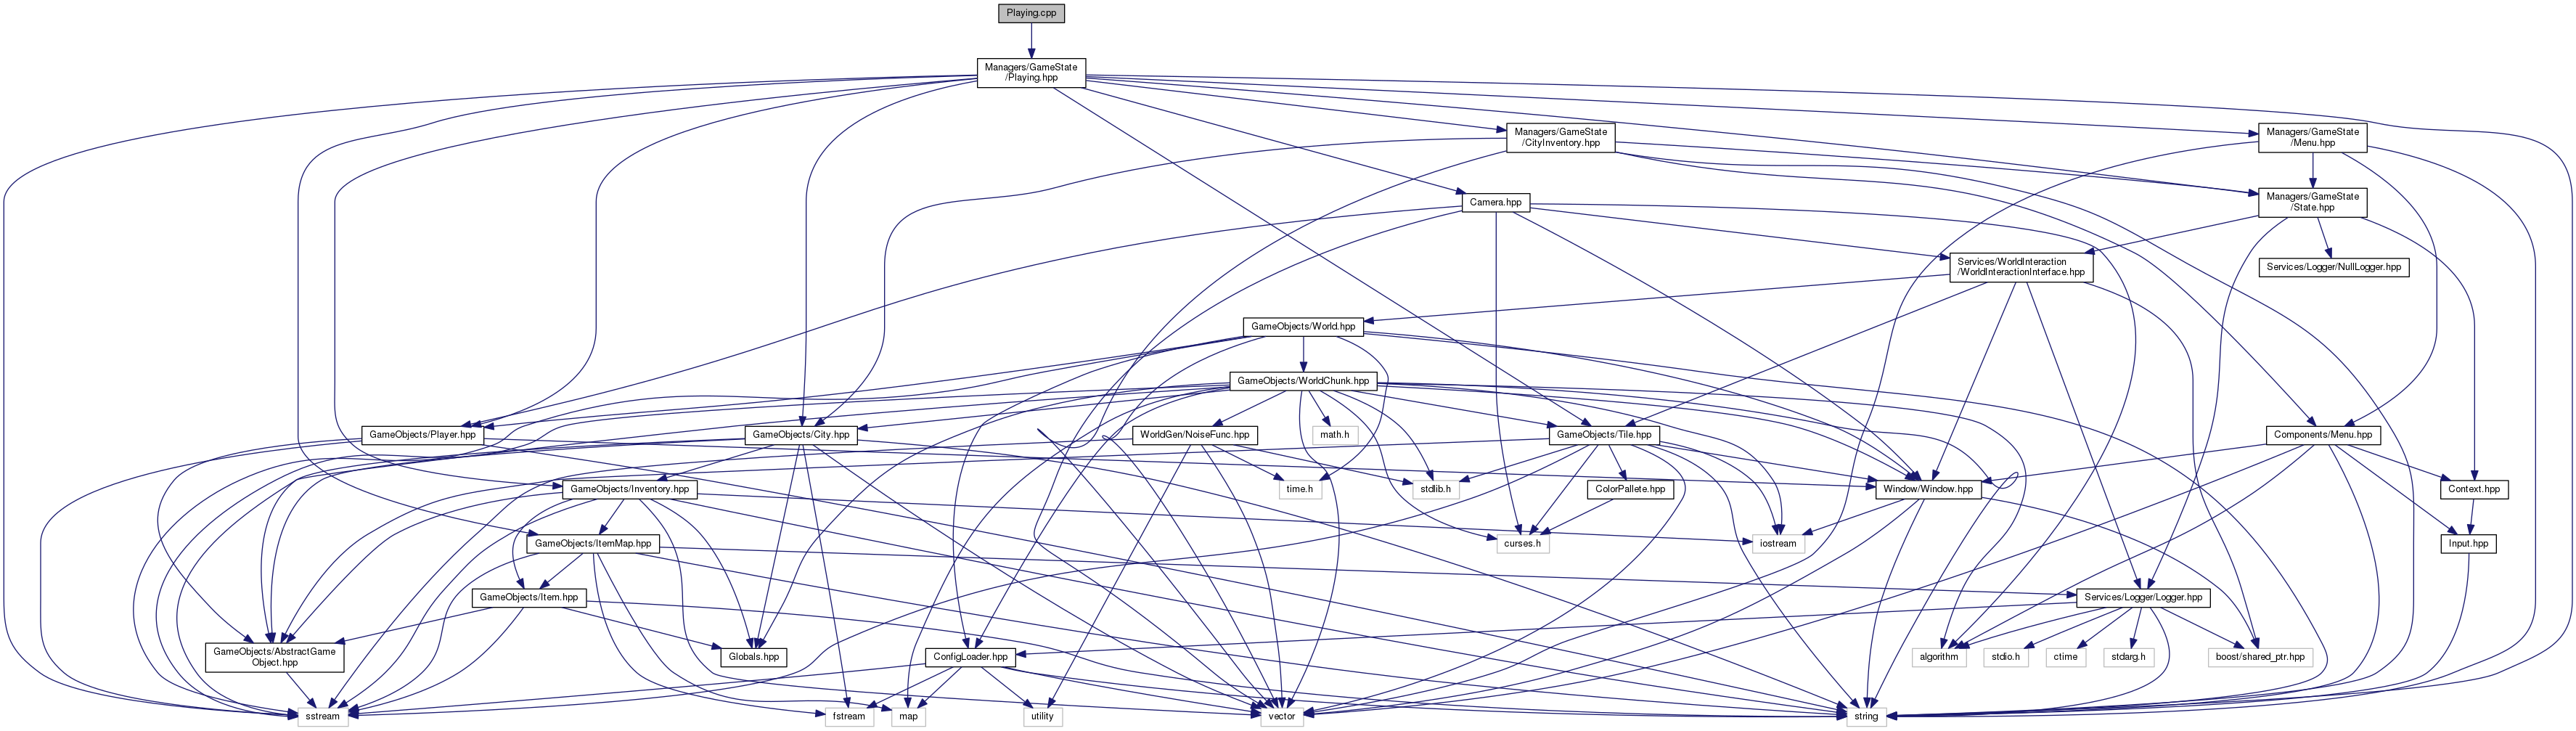 Playing.cpp
Managers/GameState
/Playing.hpp
Managers/GameState
/CityInventory.hpp
Managers/GameState
/Menu.hpp
Camera.hpp
Managers/GameState
/State.hpp
Services/WorldInteraction
/WorldInteractionInterface.hpp
Services/Logger/NullLogger.hpp
GameObjects/World.hpp
GameObjects/WorldChunk.hpp
GameObjects/Player.hpp
GameObjects/City.hpp
WorldGen/NoiseFunc.hpp
math.h
GameObjects/Tile.hpp
Components/Menu.hpp
GameObjects/Inventory.hpp
time.h
stdlib.h
ColorPallete.hpp
Window/Window.hpp
Context.hpp
GameObjects/ItemMap.hpp
curses.h
iostream
Input.hpp
GameObjects/Item.hpp
Services/Logger/Logger.hpp
GameObjects/AbstractGame
Object.hpp
Globals.hpp
ConfigLoader.hpp
algorithm
stdio.h
ctime
stdarg.h
boost/shared_ptr.hpp
sstream
fstream
map
utility
vector
string